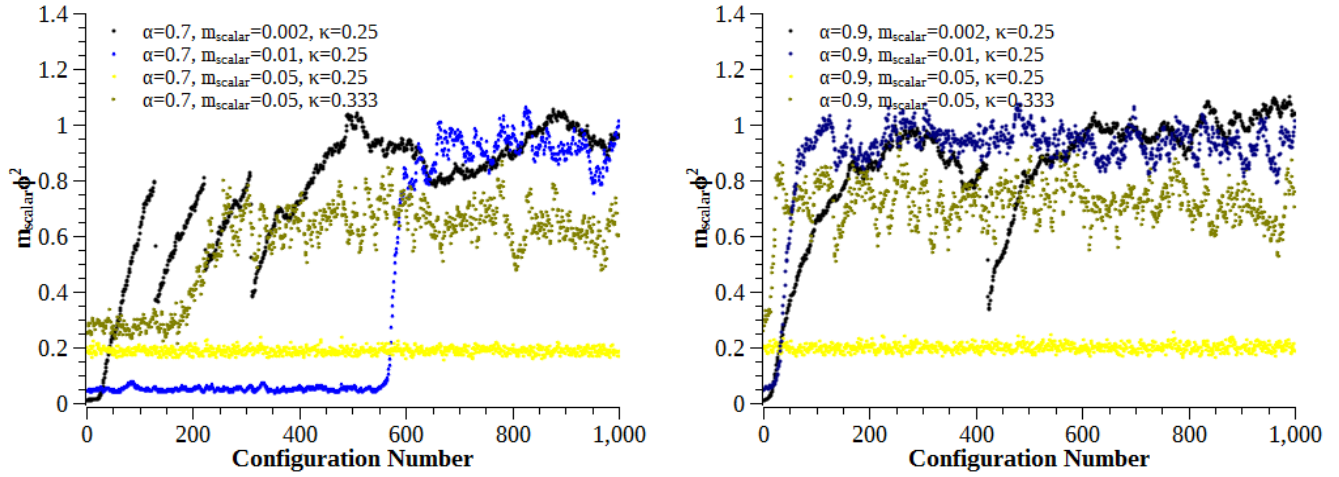 1.4
1.2
1
0.8
0.6
0.4
0.2
0
m_scalar ϕ²
α=0.7, m_scalar=0.002, κ=0.25
α=0.7, m_scalar=0.01, κ=0.25
α=0.7, m_scalar=0.05, κ=0.25
α=0.7, m_scalar=0.05, κ=0.333
0 200 400 600 800 1,000
Configuration Number
1.4
1.2
1
0.8
0.6
0.4
0.2
0
m_scalar ϕ²
α=0.9, m_scalar=0.002, κ=0.25
α=0.9, m_scalar=0.01, κ=0.25
α=0.9, m_scalar=0.05, κ=0.25
α=0.9, m_scalar=0.05, κ=0.333
0 200 400 600 800 1,000
Configuration Number